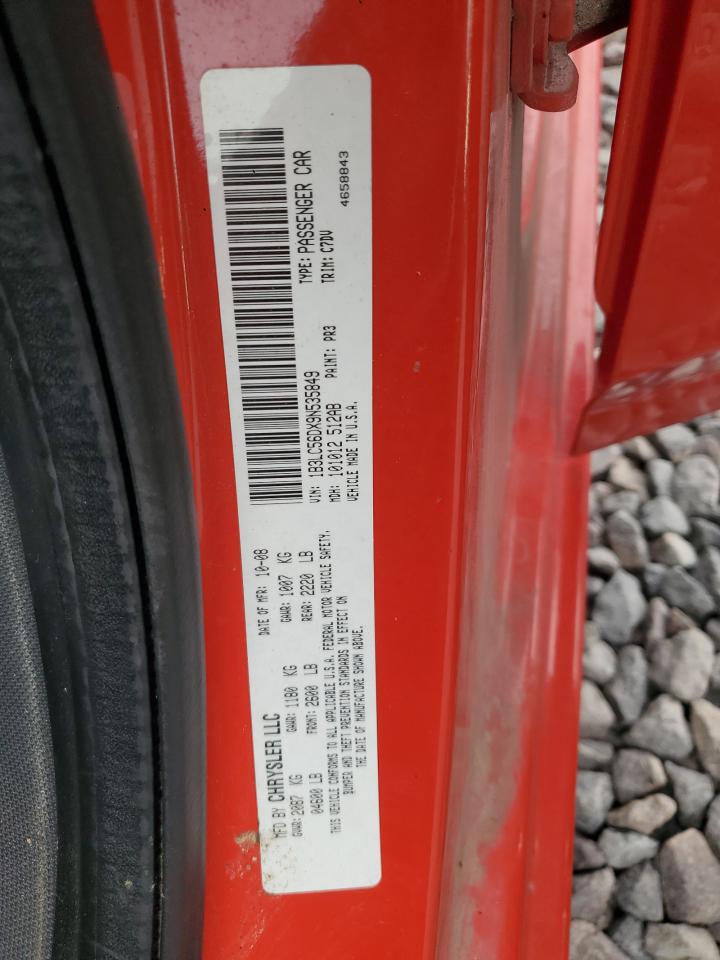 MFD BY CHRYSLER LLC
DATE OF MFR: 10-08
GVWR: 2087 KG
GAWR: 1180 KG
GAWR: 1007 KG
04600 LB
FRONT: 2600 LB
REAR: 2220 LB
THIS VEHICLE CONFORMS TO ALL APPLICABLE U.S.A. FEDERAL MOTOR VEHICLE SAFETY,
BUMPER AND THEFT PREVENTION STANDARDS IN EFFECT ON
THE DATE OF MANUFACTURE SHOWN ABOVE.
VIN: 1B3LC56DX9N535849
TYPE: PASSENGER CAR
MDH: 101012 512AB
PAINT: PR3
TRIM: C7DV
VEHICLE MADE IN U.S.A.
4658843